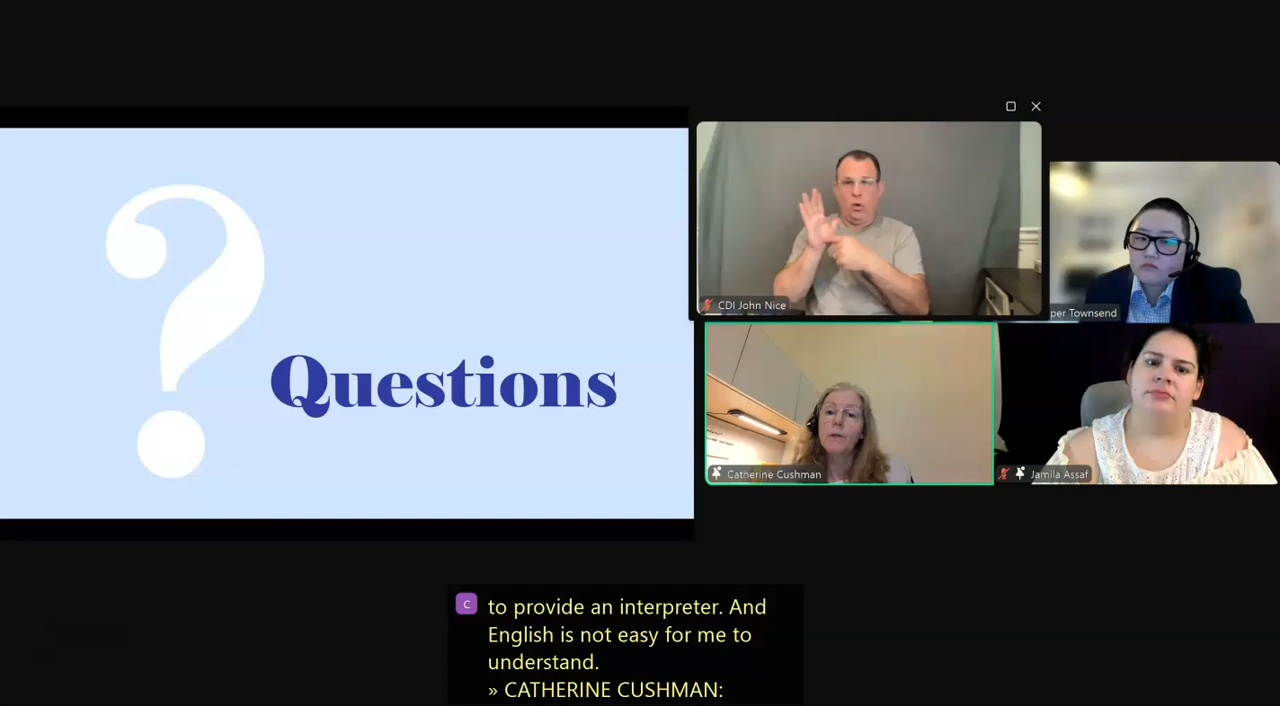 ?
Questions
CDI John Nice
per Townsend
Catherine Cushman
Jamila Assaf
C
to provide an interpreter. And
English is not easy for me to
understand.
» CATHERINE CUSHMAN: